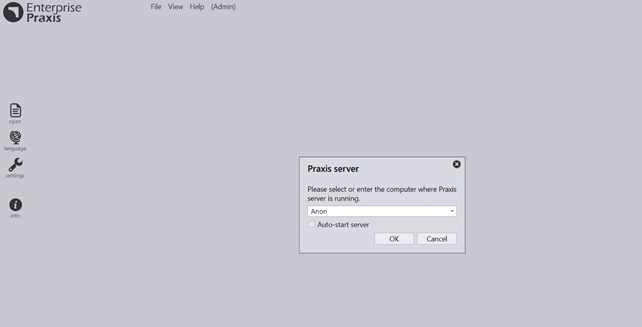 Enterprise
Praxis
File View Help (Admin)
open
language
settings
info
Praxis server
Please select or enter the computer where Praxis
server is running.
Anon
Auto-start server
OK Cancel